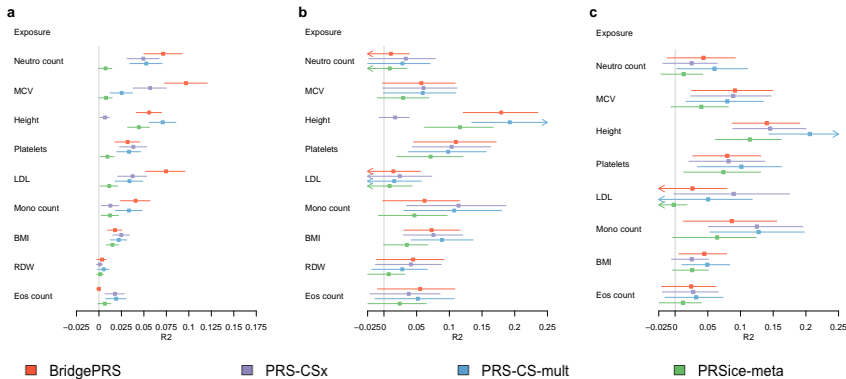 a
Exposure
Neutro count
MCV
Height
Platelets
LDL
Mono count
BMI
RDW
Eos count
−0.025 0 0.025 0.05 0.075 0.1 0.125 0.15 0.175
R2
b
Exposure
Neutro count
MCV
Height
Platelets
LDL
Mono count
BMI
RDW
Eos count
−0.0250 0.05 0.1 0.15 0.2 0.25
R2
c
Exposure
Neutro count
MCV
Height
Platelets
LDL
Mono count
BMI
Eos count
−0.0250 0.05 0.1 0.15 0.2 0.25
R2
BridgePRS PRS-CSx PRS-CS-mult PRSice-meta